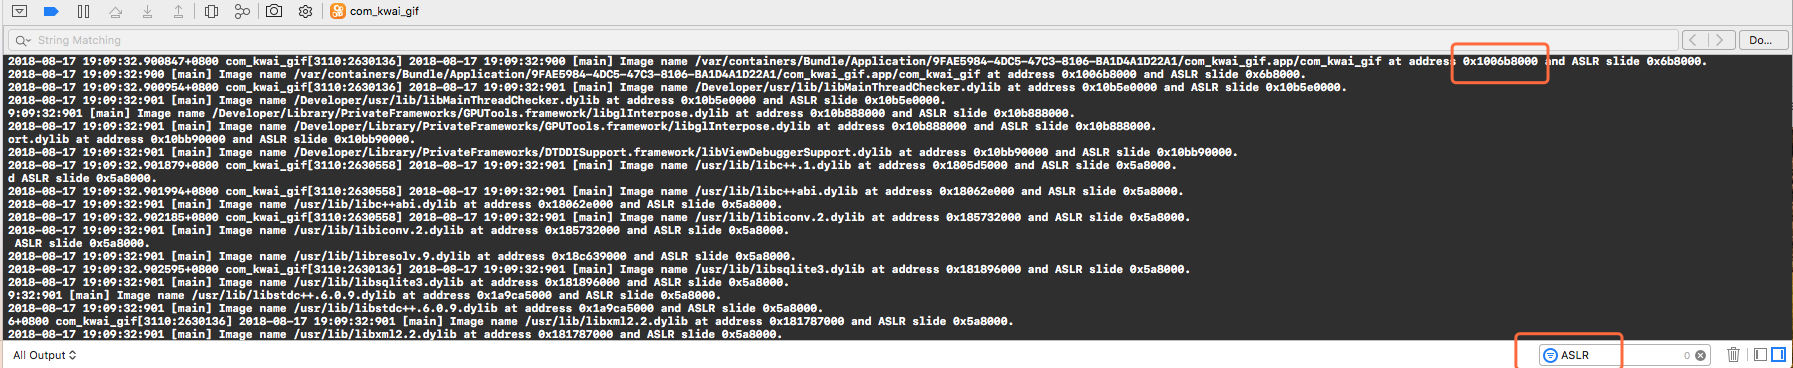 com_kwai_gif
String Matching
Do...
2018-08-17 19:09:32.900847+0800 com_kwai_gif[3110:2630136] 2018-08-17 19:09:32:900 [main] Image name /var/containers/Bundle/Application/9FAE5984-4DC5-47C3-8106-BA1D4A1D22A1/com_kwai_gif.app/com_kwai_gif at address 0x1006b8000 and ASLR slide 0x6b8000.
2018-08-17 19:09:32:900 [main] Image name /var/containers/Bundle/Application/9FAE5984-4DC5-47C3-8106-BA1D4A1D22A1/com_kwai_gif.app/com_kwai_gif at address 0x1006b8000 and ASLR slide 0x6b8000.
2018-08-17 19:09:32.900954+0800 com_kwai_gif[3110:2630136] 2018-08-17 19:09:32:901 [main] Image name /Developer/usr/lib/libMainThreadChecker.dylib at address 0x10b5e0000 and ASLR slide 0x10b5e0000.
2018-08-17 19:09:32:901 [main] Image name /Developer/usr/lib/libMainThreadChecker.dylib at address 0x10b5e0000 and ASLR slide 0x10b5e0000.
9:09:32:901 [main] Image name /Developer/Library/PrivateFrameworks/GPUTools.framework/libglInterpose.dylib at address 0x10b888000 and ASLR slide 0x10b888000.
2018-08-17 19:09:32:901 [main] Image name /Developer/Library/PrivateFrameworks/GPUTools.framework/libglInterpose.dylib at address 0x10b888000 and ASLR slide 0x10b888000.
ort.dylib at address 0x10bb90000 and ASLR slide 0x10bb90000.
2018-08-17 19:09:32:901 [main] Image name /Developer/Library/PrivateFrameworks/DTDDISupport.framework/libViewDebuggerSupport.dylib at address 0x10bb90000 and ASLR slide 0x10bb90000.
2018-08-17 19:09:32.901879+0800 com_kwai_gif[3110:2630558] 2018-08-17 19:09:32:901 [main] Image name /usr/lib/libc++.1.dylib at address 0x1805d5000 and ASLR slide 0x5a8000.
d ASLR slide 0x5a8000.
2018-08-17 19:09:32.901994+0800 com_kwai_gif[3110:2630558] 2018-08-17 19:09:32:901 [main] Image name /usr/lib/libc++abi.dylib at address 0x18062e000 and ASLR slide 0x5a8000.
2018-08-17 19:09:32:901 [main] Image name /usr/lib/libc++abi.dylib at address 0x18062e000 and ASLR slide 0x5a8000.
2018-08-17 19:09:32.902185+0800 com_kwai_gif[3110:2630558] 2018-08-17 19:09:32:901 [main] Image name /usr/lib/libiconv.2.dylib at address 0x185732000 and ASLR slide 0x5a8000.
2018-08-17 19:09:32:901 [main] Image name /usr/lib/libiconv.2.dylib at address 0x185732000 and ASLR slide 0x5a8000.
ASLR slide 0x5a8000.
2018-08-17 19:09:32:901 [main] Image name /usr/lib/libresolv.9.dylib at address 0x18c639000 and ASLR slide 0x5a8000.
2018-08-17 19:09:32.902595+0800 com_kwai_gif[3110:2630136] 2018-08-17 19:09:32:901 [main] Image name /usr/lib/libsqlite3.dylib at address 0x181896000 and ASLR slide 0x5a8000.
2018-08-17 19:09:32:901 [main] Image name /usr/lib/libsqlite3.dylib at address 0x181896000 and ASLR slide 0x5a8000.
9:32:901 [main] Image name /usr/lib/libstdc++.6.0.9.dylib at address 0x1a9ca5000 and ASLR slide 0x5a8000.
2018-08-17 19:09:32:901 [main] Image name /usr/lib/libstdc++.6.0.9.dylib at address 0x1a9ca5000 and ASLR slide 0x5a8000.
6+0800 com_kwai_gif[3110:2630136] 2018-08-17 19:09:32:901 [main] Image name /usr/lib/libxml2.2.dylib at address 0x181787000 and ASLR slide 0x5a8000.
2018-08-17 19:09:32:901 [main] Image name /usr/lib/libxml2.2.dylib at address 0x181787000 and ASLR slide 0x5a8000.
All Output
ASLR
0